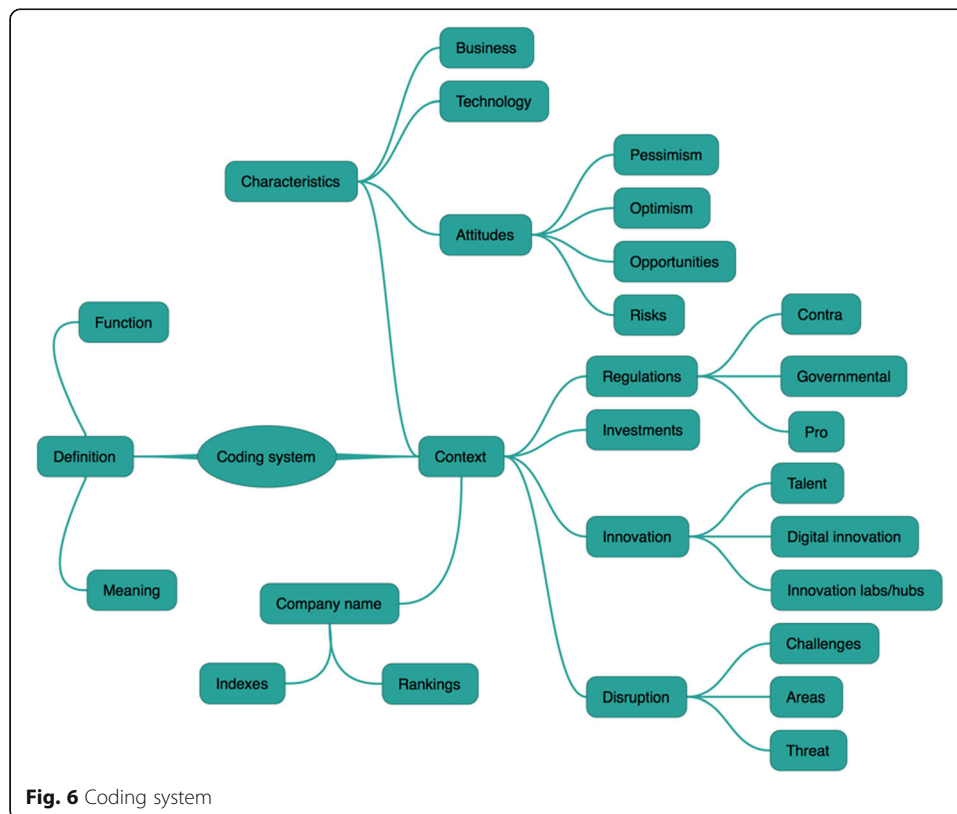 Business
Technology
Characteristics
Pessimism
Optimism
Attitudes
Opportunities
Risks
Function
Contra
Regulations
Governmental
Investments
Pro
Definition
Coding system
Context
Talent
Innovation
Digital innovation
Meaning
Innovation labs/hubs
Company name
Challenges
Indexes
Rankings
Disruption
Areas
Threat
Fig. 6 Coding system